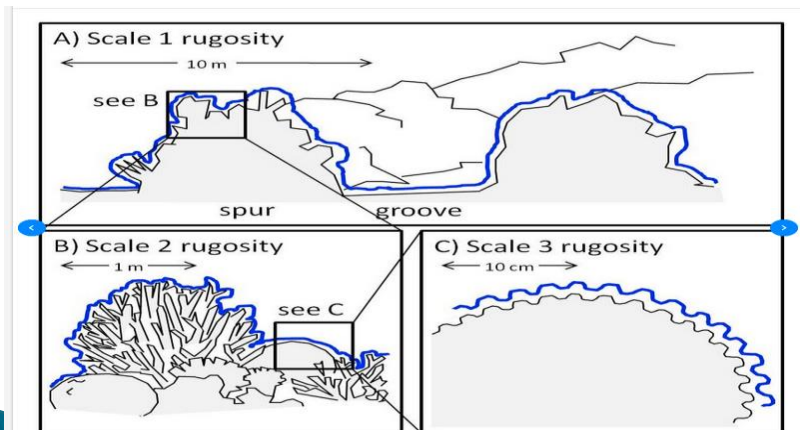 A) Scale 1 rugosity
10 m
see B
spur
groove
B) Scale 2 rugosity
1 m
see C
C) Scale 3 rugosity
10 cm